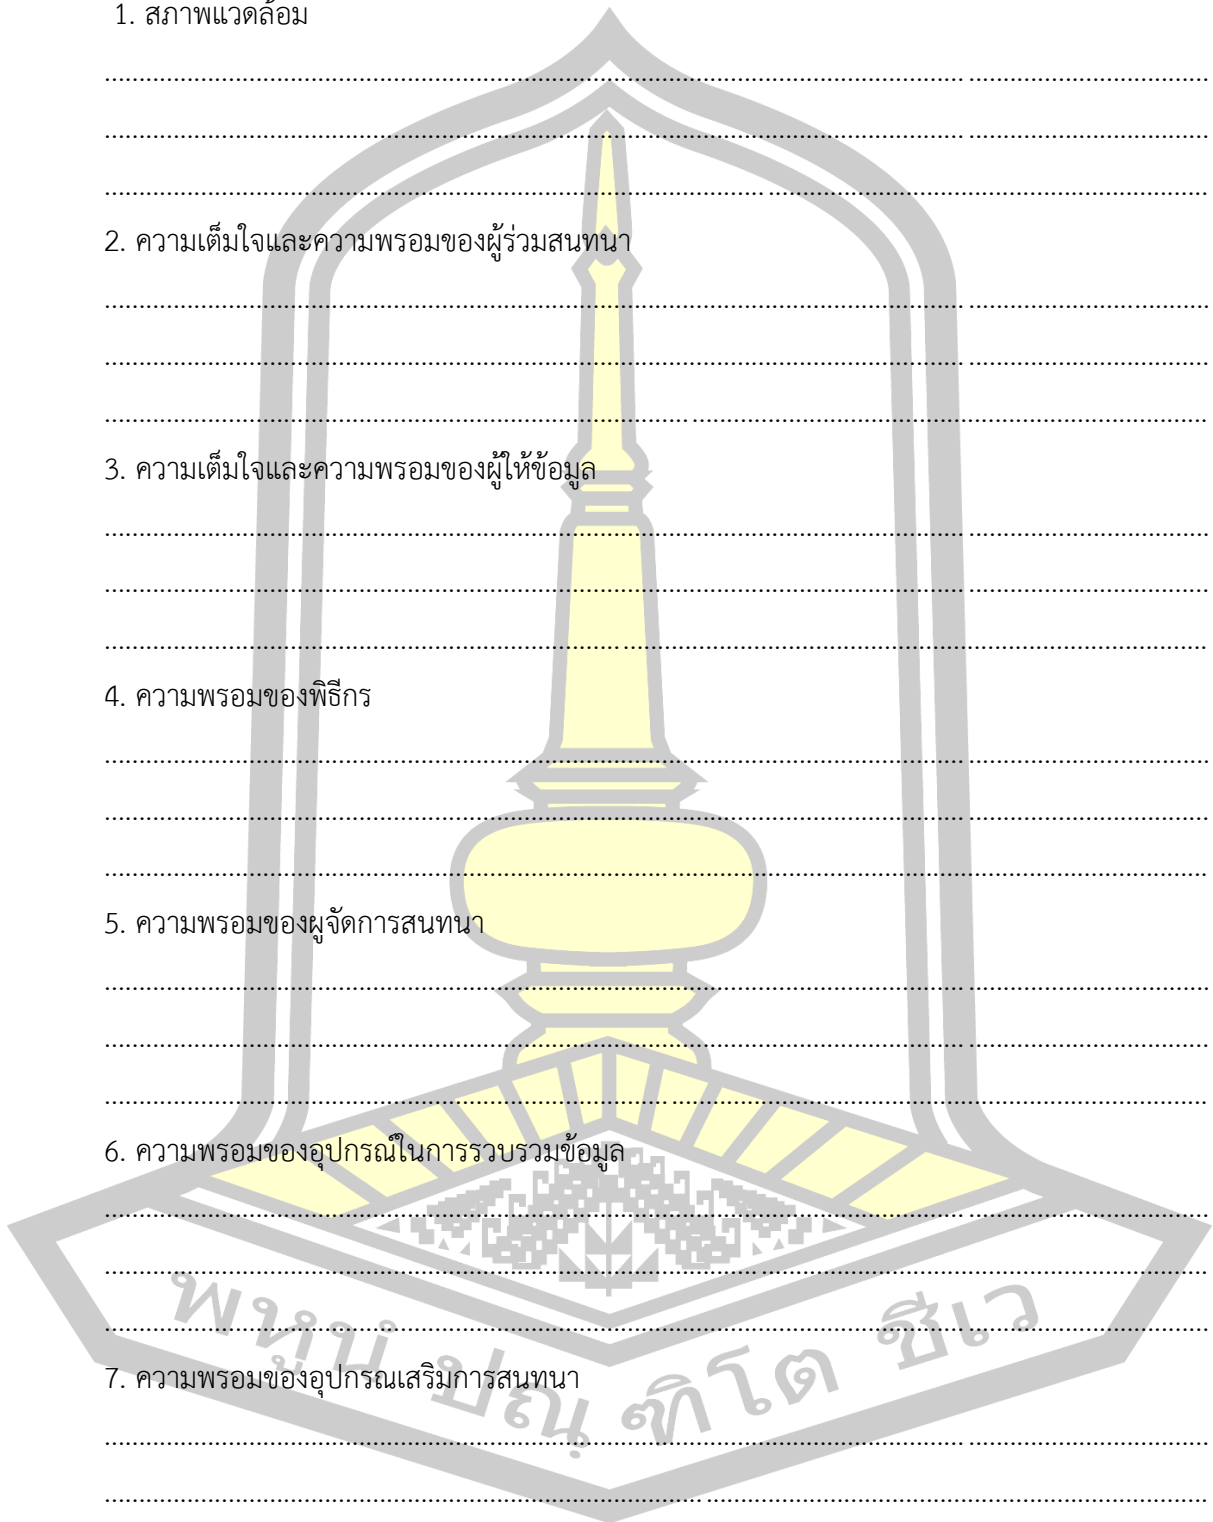 1. สภาพแวดล้อม
................................................................................................................................ ....................................
................................................................................................................................ ....................................
.................................................................................................. .................................................................
2. ความเต็มใจและความพรอมของผู้ร่วมสนทนา
................................................................................................................................ ....................................
................................................................................................................................ ....................................
....................................................................................... ............................................................................
3. ความเต็มใจและความพรอมของผู้ให้ข้อมูล
................................................................................................................................ ....................................
................................................................................................................................ ....................................
............................................................................. .......................................................................................
4. ความพรอมของพิธีกร
................................................................................................................................ ....................................
................................................................................................................................ ....................................
.................................................................................... ................................................................................
5. ความพรอมของผูจัดการสนทนา
................................................................................................................................ ....................................
................................................................................................................................ ....................................
.................................................................................... ................................................................................
6. ความพรอมของอุปกรณ์ในการรวบรวมข้อมูล
................................................................................................................................ ....................................
.................................................................................................. .................................................................
................................................................................................................................ ....................................
7. ความพรอมของอุปกรณเสริมการสนทนา
................................................................................................................................ ....................................
......................................................................................... ..........................................................................
พหูนํ ปณฺฑิโต ชีเว